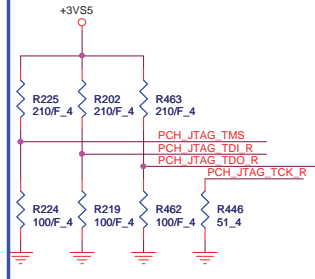 +3VS5
R225
210/F_4
R202
210/F_4
R463
210/F_4
PCH_JTAG_TMS
PCH_JTAG_TDI_R
PCH_JTAG_TDO_R
PCH_JTAG_TCK_R
R224
100/F_4
R219
100/F_4
R462
100/F_4
R446
51_4